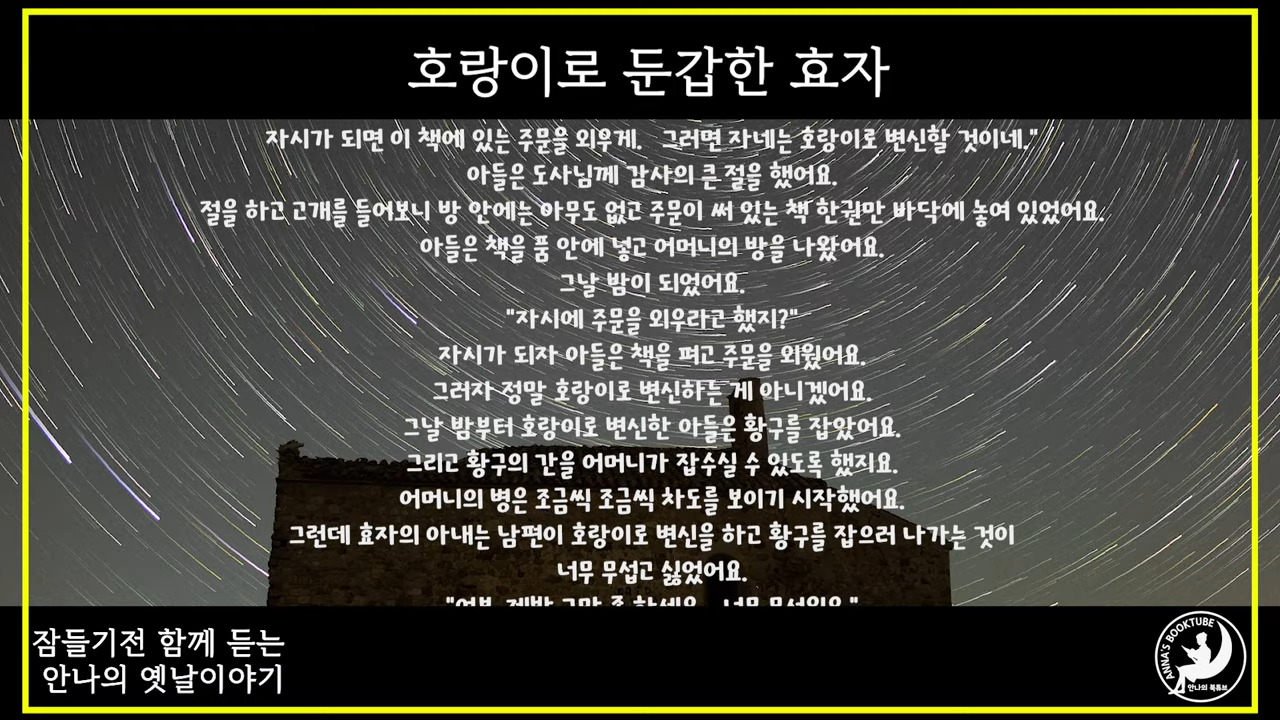 호랑이로 둔갑한 효자
자시가 되면 이 책에 있는 주문을 외우게. 그러면 자네는 호랑이로 변신할 것이네."
아들은 도사님께 감사의 큰 절을 했어요.
절을 하고 고개를 들어보니 방 안에는 아무도 없고 주문이 써 있는 책 한권만 바닥에 놓여 있었어요.
아들은 책을 품 안에 넣고 어머니의 방을 나왔어요.
그날 밤이 되었어요.
"자시에 주문을 외우라고 했지?"
자시가 되자 아들은 책을 펴고 주문을 외웠어요.
그러자 정말 호랑이로 변신하는 게 아니겠어요.
그날 밤부터 호랑이로 변신한 아들은 황구를 잡았어요.
그리고 황구의 간을 어머니가 잡수실 수 있도록 했지요.
어머니의 병은 조금씩 조금씩 차도를 보이기 시작했어요.
그런데 효자의 아내는 남편이 호랑이로 변신을 하고 황구를 잡으러 나가는 것이
너무 무섭고 싫었어요.
잠들기전 함께 듣는
안나의 옛날이야기
ANNA'S BOOKTUBE
안나의 북튜브